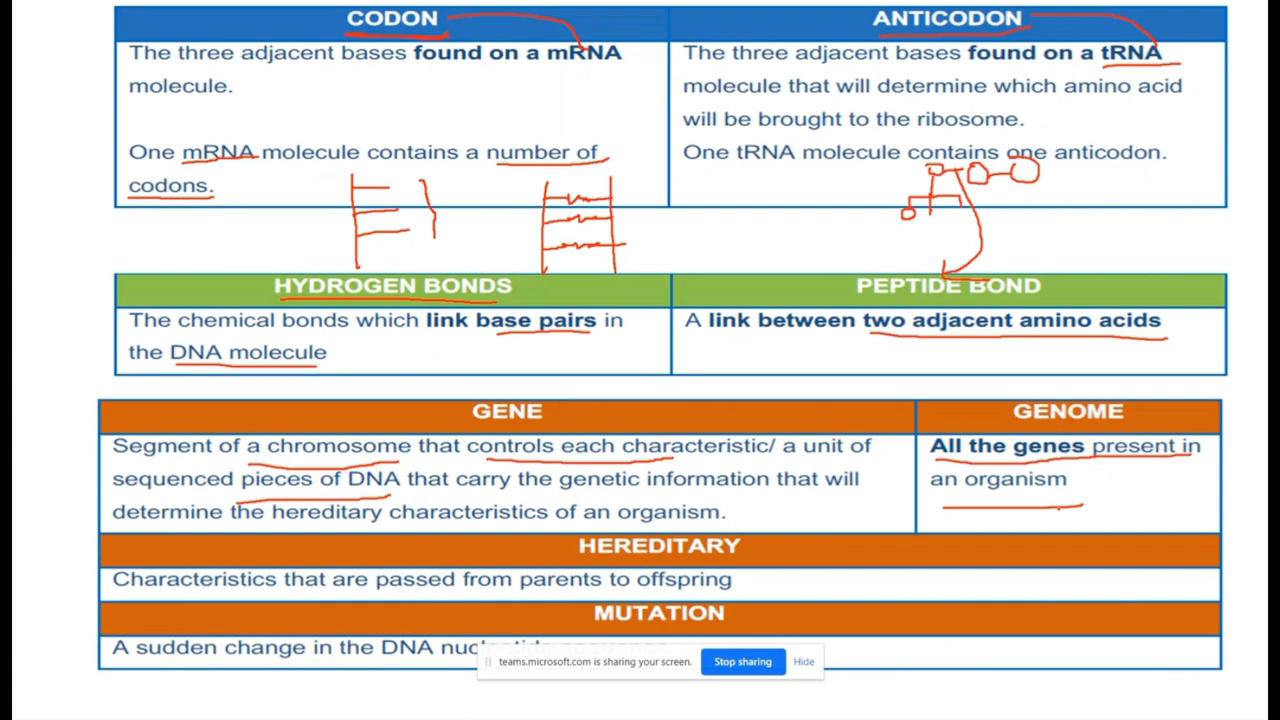 CODON
ANTICODON
The three adjacent bases found on a mRNA
molecule.
One mRNA molecule contains a number of
codons.
The three adjacent bases found on a tRNA
molecule that will determine which amino acid
will be brought to the ribosome.
One tRNA molecule contains one anticodon.
HYDROGEN BONDS
PEPTIDE BOND
The chemical bonds which link base pairs in
the DNA molecule
A link between two adjacent amino acids
GENE
GENOME
Segment of a chromosome that controls each characteristic/ a unit of
sequenced pieces of DNA that carry the genetic information that will
determine the hereditary characteristics of an organism.
All the genes present in
an organism
HEREDITARY
Characteristics that are passed from parents to offspring
MUTATION
A sudden change in the DNA
teams.microsoft.com is sharing your screen.
Stop sharing
Hide